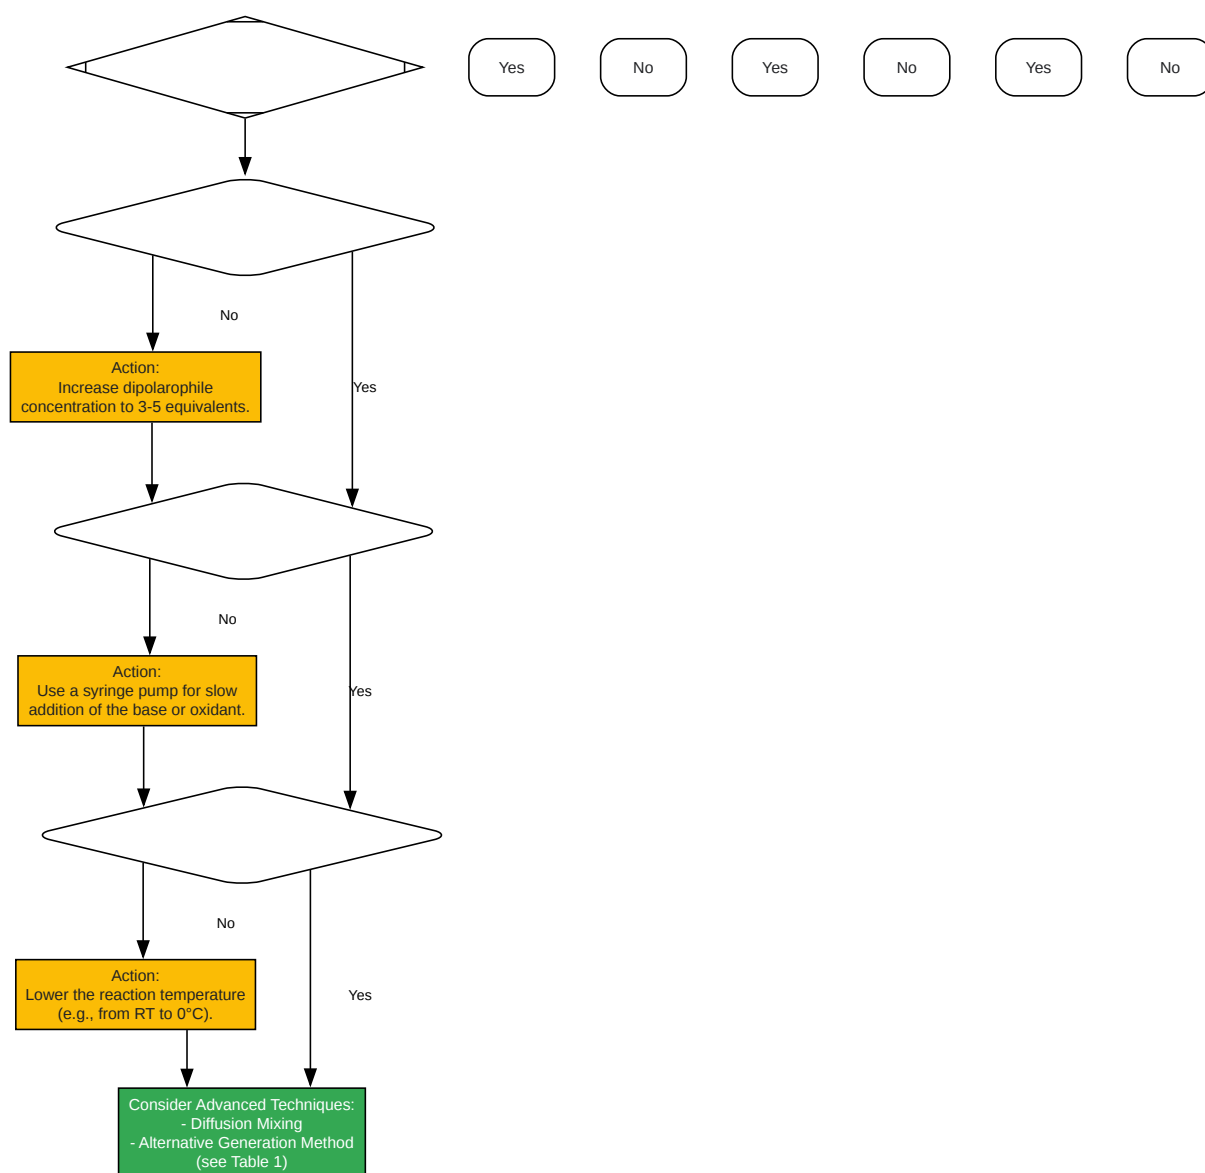 Yes
No
Yes
No
Yes
No
No
Action:
Increase dipolarophile
concentration to 3-5 equivalents.
Yes
No
Action:
Use a syringe pump for slow
addition of the base or oxidant.
Yes
No
Action:
Lower the reaction temperature
(e.g., from RT to 0°C).
Yes
Consider Advanced Techniques:
- Diffusion Mixing
- Alternative Generation Method
(see Table 1)